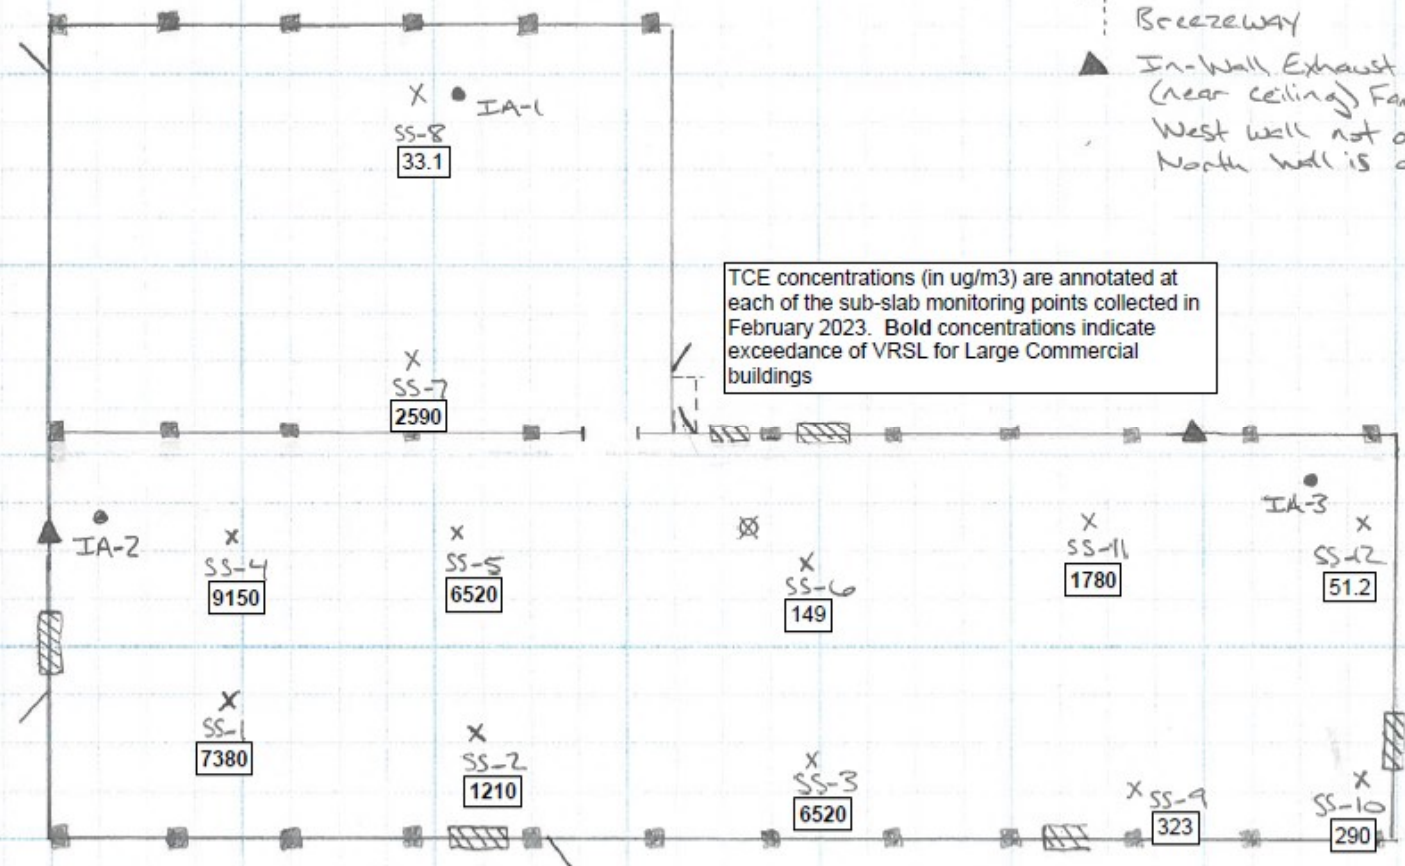 Breezeway
In-Wall Exhaust
(near ceiling)
West wall not
North wall is
IA-1
SS-8
33.1
TCE concentrations (in ug/m3) are annotated at
each of the sub-slab monitoring points collected in
February 2023. Bold concentrations indicate
exceedance of VRSL for Large Commercial
buildings
SS-7
2590
IA-2
SS-4
9150
SS-5
6520
SS-6
149
SS-11
1780
IA-3
SS-12
51.2
SS-1
7380
SS-2
1210
SS-3
6520
SS-9
323
SS-10
290